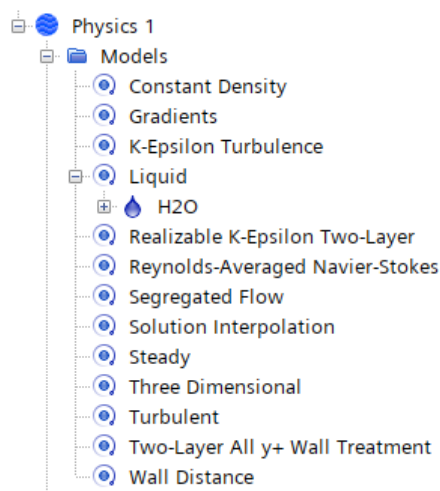 Physics 1
Models
Constant Density
Gradients
K-Epsilon Turbulence
Liquid
H2O
Realizable K-Epsilon Two-Layer
Reynolds-Averaged Navier-Stokes
Segregated Flow
Solution Interpolation
Steady
Three Dimensional
Turbulent
Two-Layer All y+ Wall Treatment
Wall Distance